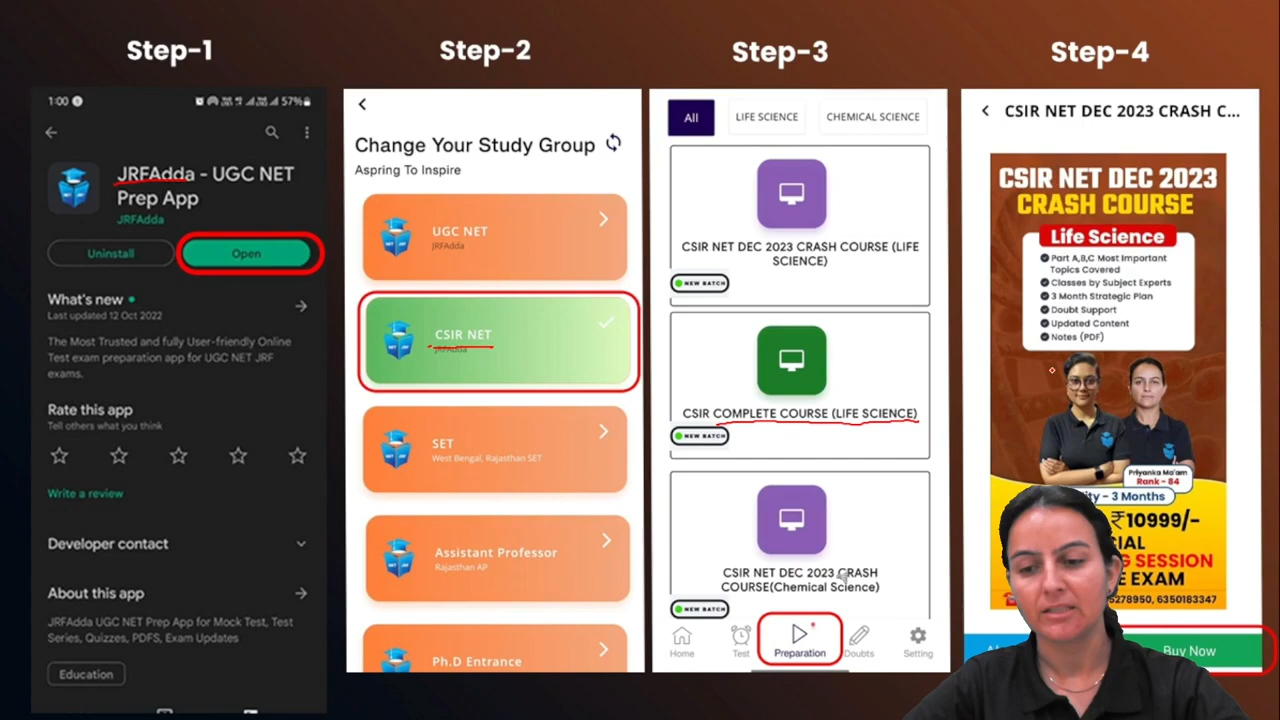 Step-1
Step-2
Step-3
Step-4
1:00
57%
JRFAdda - UGC NET
Prep App
JRFAdda
Uninstall
Open
What's new
Last updated 12 Oct 2022
The Most Trusted and fully User-friendly Online
Test exam preparation app for UGC NET JRF
exams.
Rate this app
Tell others what you think
Write a review
Developer contact
About this app
JRFAdda UGC NET Prep App for Mock Test, Test
Series, Quizzes, PDFS, Exam Updates
Education
Change Your Study Group
Aspring To Inspire
UGC NET
JRFAdda
CSIR NET
JRFAdda
SET
West Bengal, Rajasthan SET
Assistant Professor
Rajasthan AP
Ph.D Entrance
All
LIFE SCIENCE
CHEMICAL SCIENCE
CSIR NET DEC 2023 CRASH COURSE (LIFE
SCIENCE)
NEW BATCH
CSIR COMPLETE COURSE (LIFE SCIENCE)
NEW BATCH
CSIR NET DEC 2023 CRASH
COURSE(Chemical Science)
NEW BATCH
Home
Test
Preparation
Doubts
Setting
CSIR NET DEC 2023 CRASH C...
CSIR NET DEC 2023
CRASH COURSE
Life Science
Part A,B,C Most Important
Topics Covered
Classes by Subject Experts
3 Month Strategic Plan
Doubt Support
Updated Content
Notes (PDF)
Priyanka Ma'am
Rank - 84
- 3 Months
₹10999/-
SESSION
EXAM
278950, 6350183347
Buy Now